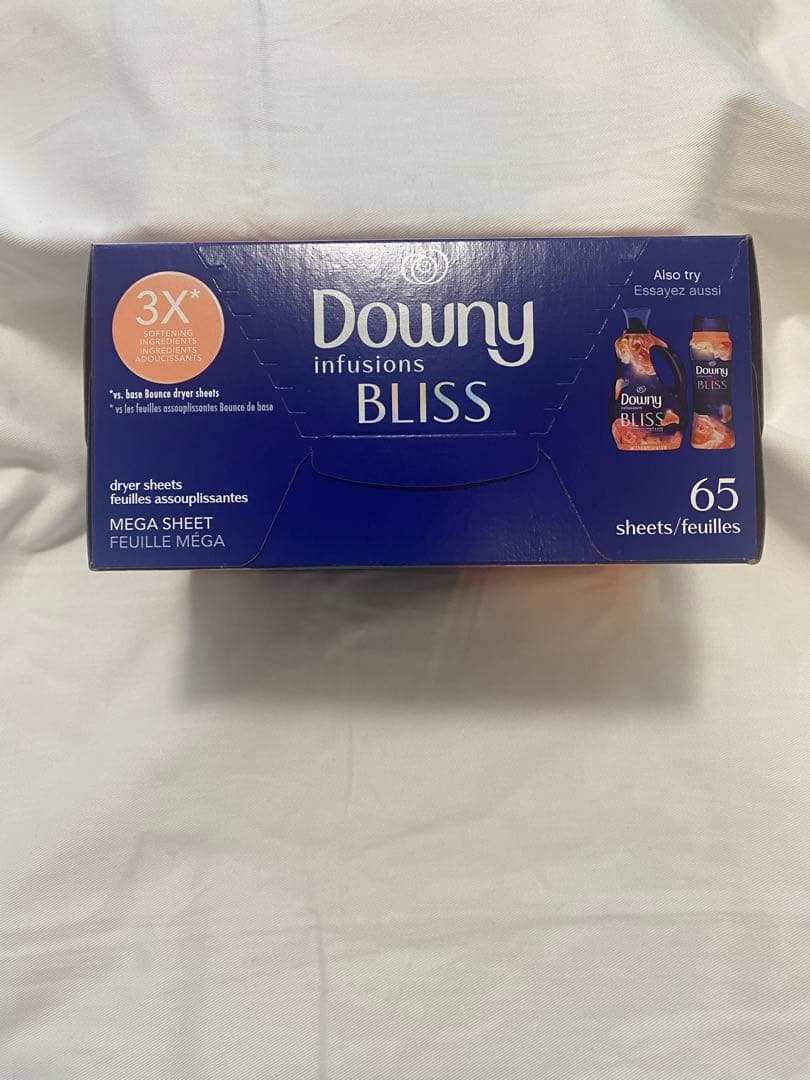 3X*
SOFTENING
INGREDIENTS
INGRÉDIENTS
ADOUCISSANTS
*vs. base Bounce dryer sheets
* vs les feuilles assouplissantes Bounce de base
dryer sheets
feuilles assouplissantes
MEGA SHEET
FEUILLE MÉGA
Downy
infusions
BLISS
Also try
Essayez aussi
Downy
infusions
BLISS
Downy
infusions
BLISS
65
sheets/feuilles